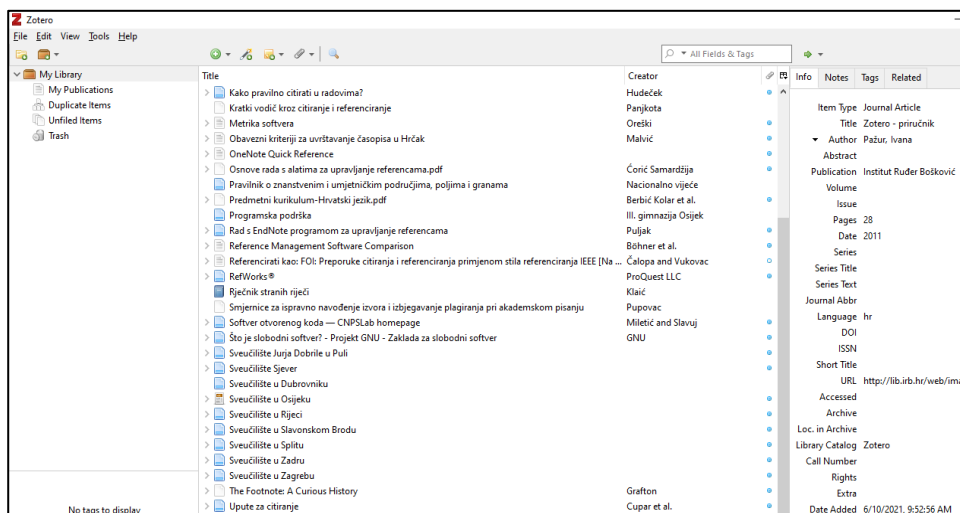 Zotero
File Edit View Tools Help
All Fields & Tags
My Library
My Publications
Duplicate Items
Unfiled Items
Trash
No tags to display
Title Creator
Kako pravilno citirati u radovima? Hudeček
Kratki vodič kroz citiranje i referenciranje Panjkota
Metrika softvera Oreški
Obavezni kriteriji za uvrštavanje časopisa u Hrčak Malvić
OneNote Quick Reference
Osnove rada s alatima za upravljanje referencama.pdf Ćorić Samardžija
Pravilnik o znanstvenim i umjetničkim područjima, poljima i granama Nacionalno vijeće
Predmetni kurikulum-Hrvatski jezik.pdf Berbić Kolar et al.
Programska podrška III. gimnazija Osijek
Rad s EndNote programom za upravljanje referencama Puljak
Reference Management Software Comparison Böhner et al.
Referencirati kao: FOI: Preporuke citiranja i referenciranja primjenom stila referenciranja IEEE [Na ... Čalopa and Vukovac
RefWorks® ProQuest LLC
Rječnik stranih riječi Klaić
Smjernice za ispravno navođenje izvora i izbjegavanje plagiranja pri akademskom pisanju Pupovac
Softver otvorenog koda — CNPSLab homepage Miletić and Slavuj
Što je slobodni softver? - Projekt GNU - Zaklada za slobodni softver GNU
Sveučilište Jurja Dobrile u Puli
Sveučilište Sjever
Sveučilište u Dubrovniku
Sveučilište u Osijeku
Sveučilište u Rijeci
Sveučilište u Slavonskom Brodu
Sveučilište u Splitu
Sveučilište u Zadru
Sveučilište u Zagrebu
The Footnote: A Curious History Grafton
Upute za citiranje Cupar et al.
Info Notes Tags Related
Item Type Journal Article
Title Zotero - priručnik
Author Pažur, Ivana
Abstract
Publication Institut Ruđer Bošković
Volume
Issue
Pages 28
Date 2011
Series
Series Title
Series Text
Journal Abbr
Language hr
DOI
ISSN
Short Title
URL http://lib.irb.hr/web/ima
Accessed
Archive
Loc. in Archive
Library Catalog Zotero
Call Number
Rights
Extra
Date Added 6/10/2021, 9:52:56 AM